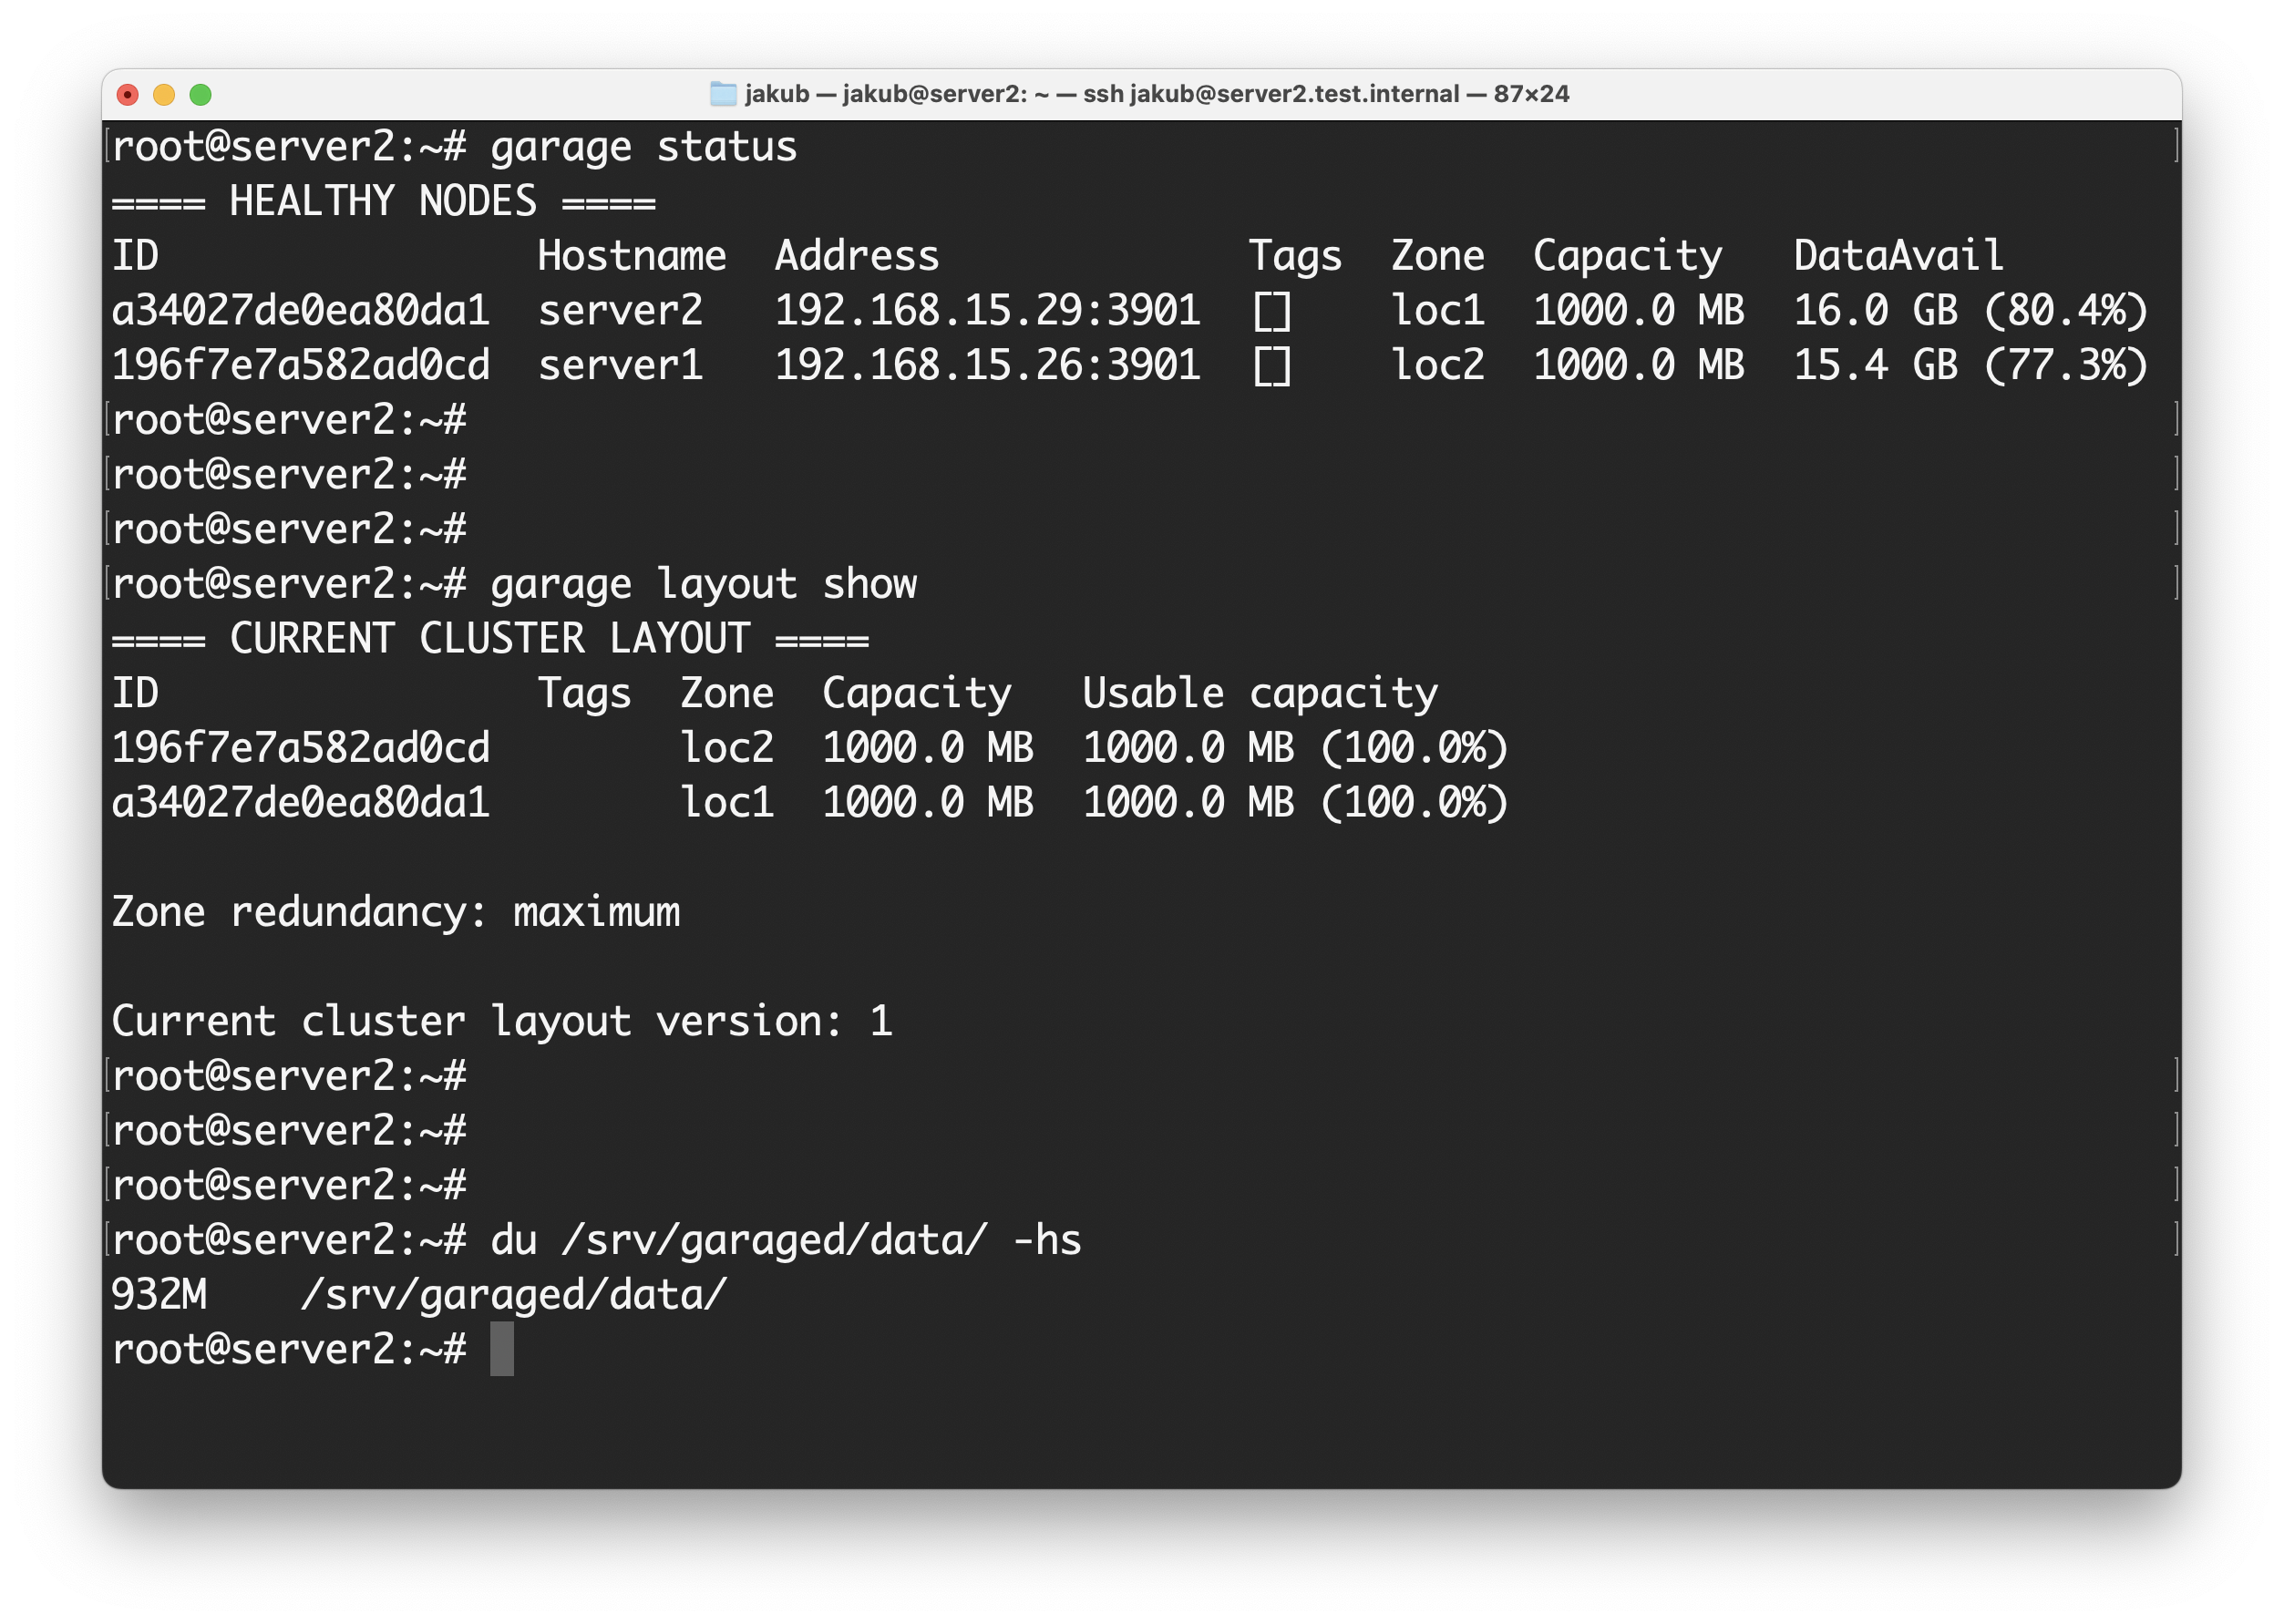 jakub — jakub@server2: ~ — ssh jakub@server2.test.internal — 87×24
root@server2:~# garage status
==== HEALTHY NODES ====
ID                Hostname  Address             Tags  Zone  Capacity   DataAvail
a34027de0ea80da1  server2   192.168.15.29:3901  []    loc1  1000.0 MB  16.0 GB (80.4%)
196f7e7a582ad0cd  server1   192.168.15.26:3901  []    loc2  1000.0 MB  15.4 GB (77.3%)
root@server2:~#
root@server2:~#
root@server2:~#
root@server2:~# garage layout show
==== CURRENT CLUSTER LAYOUT ====
ID                Tags  Zone  Capacity   Usable capacity
196f7e7a582ad0cd        loc2  1000.0 MB  1000.0 MB (100.0%)
a34027de0ea80da1        loc1  1000.0 MB  1000.0 MB (100.0%)
Zone redundancy: maximum
Current cluster layout version: 1
root@server2:~#
root@server2:~#
root@server2:~#
root@server2:~# du /srv/garaged/data/ -hs
932M    /srv/garaged/data/
root@server2:~#